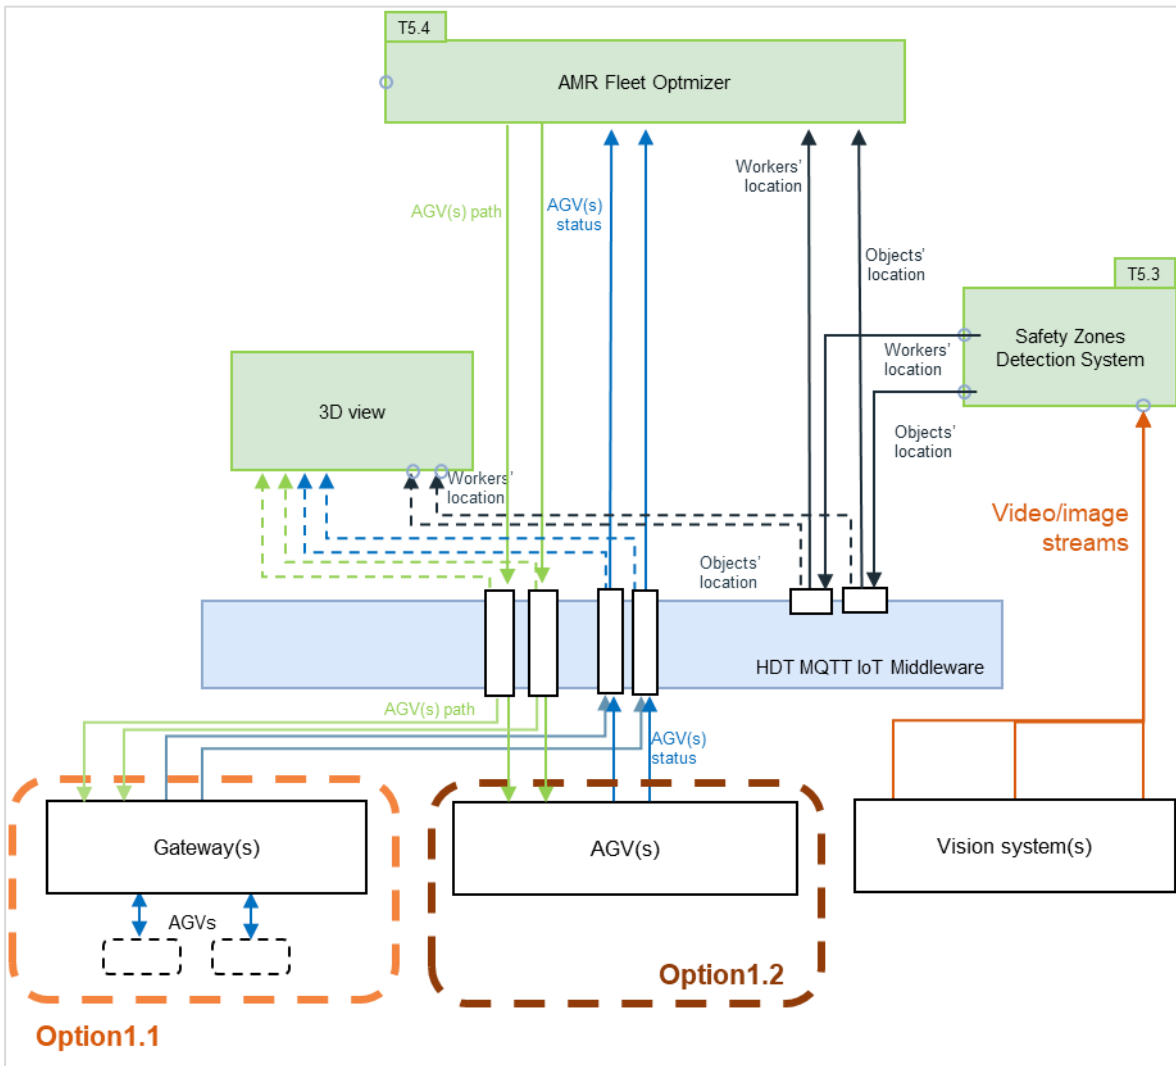 T5.4
AMR Fleet Optmizer
Workers'
location
AGV(s) path
AGV(s)
status
Objects'
location
T5.3
Safety Zones
Detection System
Workers'
location
3D view
Objects'
location
Workers'
location
Video/image
streams
Objects'
location
HDT MQTT IoT Middleware
AGV(s) path
AGV(s)
status
Gateway(s)
AGV(s)
Vision system(s)
AGVs
Option1.2
Option1.1